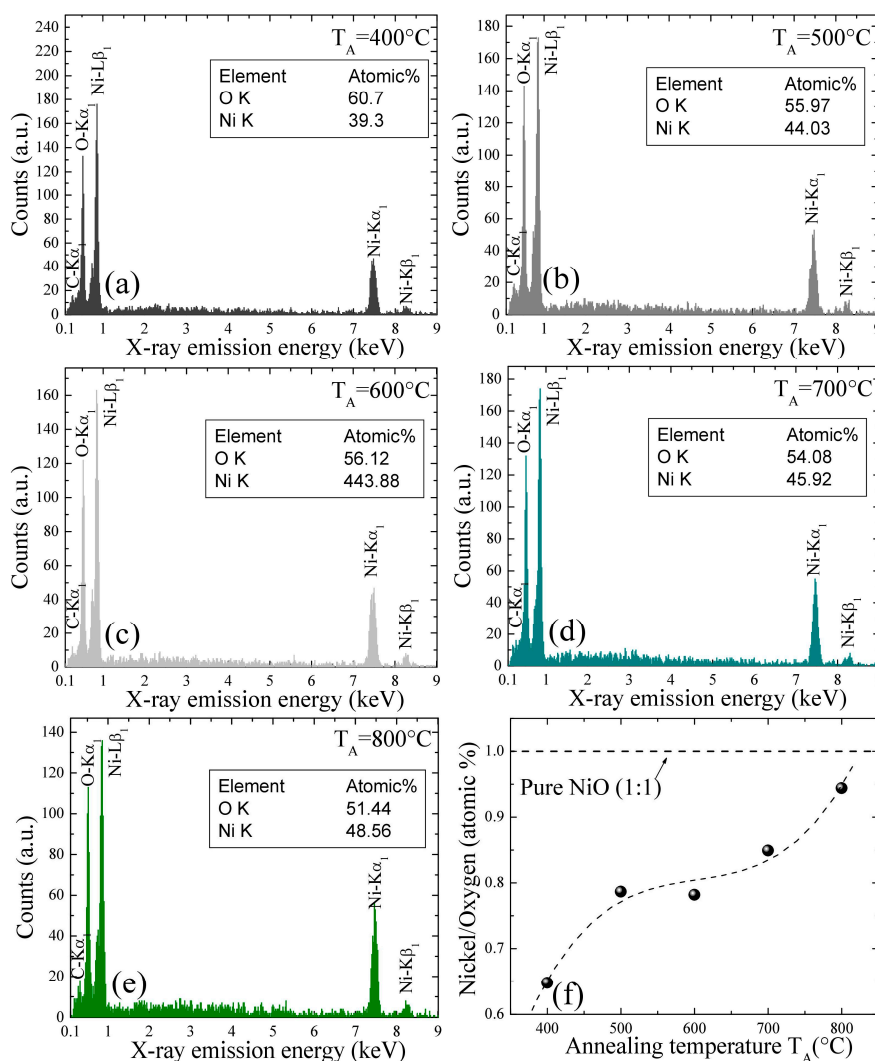 T_A=400°C
240
220
200
180
160
140
120
100
80
60
40
20
0
Counts (a.u.)
C-Kα1
O-Kα1
Ni-Lβ1
Element Atomic%
O K 60.7
Ni K 39.3
Ni-Kα1
Ni-Kβ1
(a)
0.1 1 2 3 4 5 6 7 8 9
X-ray emission energy (keV)
T_A=500°C
180
160
140
120
100
80
60
40
20
0
Counts (a.u.)
C-Kα1
O-Kα1
Ni-Lβ1
Element Atomic%
O K 55.97
Ni K 44.03
Ni-Kα1
Ni-Kβ1
(b)
0.1 1 2 3 4 5 6 7 8 9
X-ray emission energy (keV)
T_A=600°C
180
160
140
120
100
80
60
40
20
0
Counts (a.u.)
C-Kα1
O-Kα1
Ni-Lβ1
Element Atomic%
O K 56.12
Ni K 443.88
Ni-Kα1
Ni-Kβ1
(c)
0.1 1 2 3 4 5 6 7 8 9
X-ray emission energy (keV)
T_A=700°C
180
160
140
120
100
80
60
40
20
0
Counts (a.u.)
C-Kα1
O-Kα1
Ni-Lβ1
Element Atomic%
O K 54.08
Ni K 45.92
Ni-Kα1
Ni-Kβ1
(d)
0.1 1 2 3 4 5 6 7 8
X-ray emission energy (keV)
T_A=800°C
140
120
100
80
60
40
20
0
Counts (a.u.)
C-Kα1
O-Kα1
Ni-Lβ1
Element Atomic%
O K 51.44
Ni K 48.56
Ni-Kα1
Ni-Kβ1
(e)
0.1 1 2 3 4 5 6 7 8 9
X-ray emission energy (keV)
1.0
0.9
0.8
0.7
0.6
Nickel/Oxygen (atomic %)
Pure NiO (1:1)
(f)
400 500 600 700 800
Annealing temperature T_A(°C)